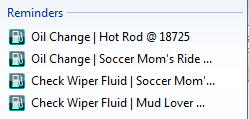 Reminders
Oil Change | Hot Rod @ 18725
Oil Change | Soccer Mom's Ride ...
Check Wiper Fluid | Soccer Mom'...
Check Wiper Fluid | Mud Lover ...